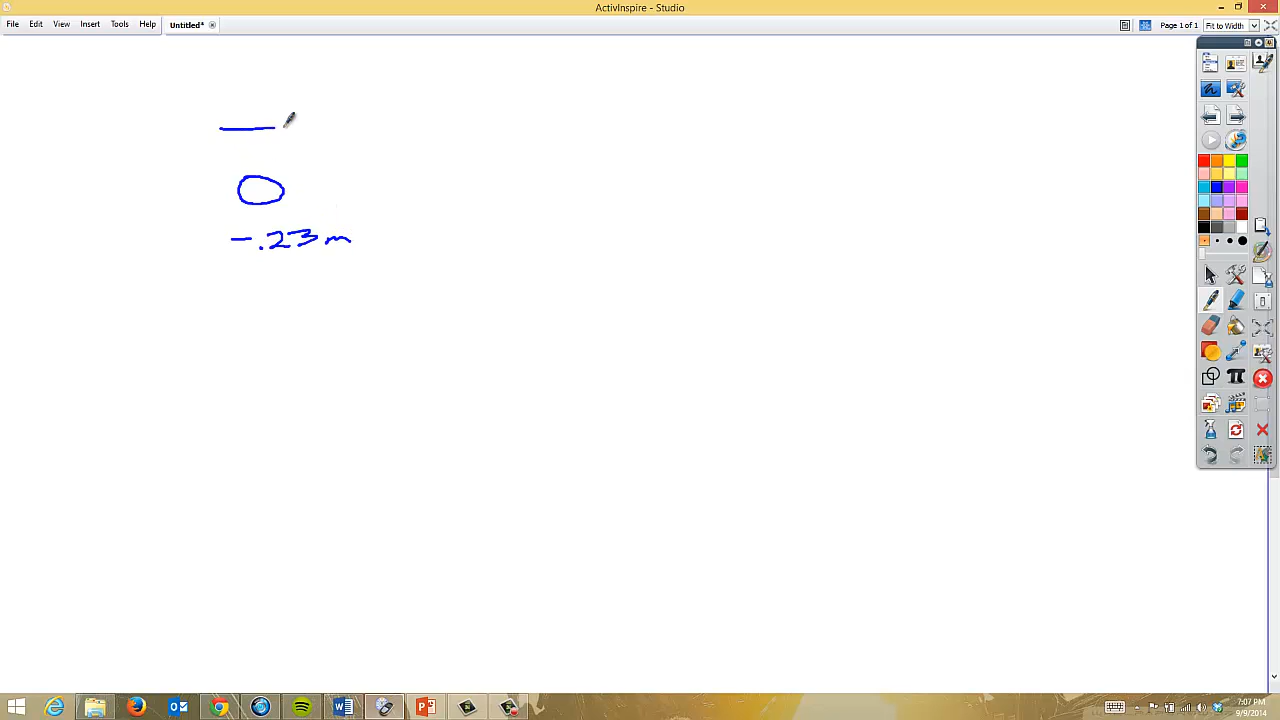 ActivInspire - Studio
File Edit View Insert Tools Help Untitled* Page 1 of 1 Fit to Width
-.23 m
7:07 PM
9/9/2014